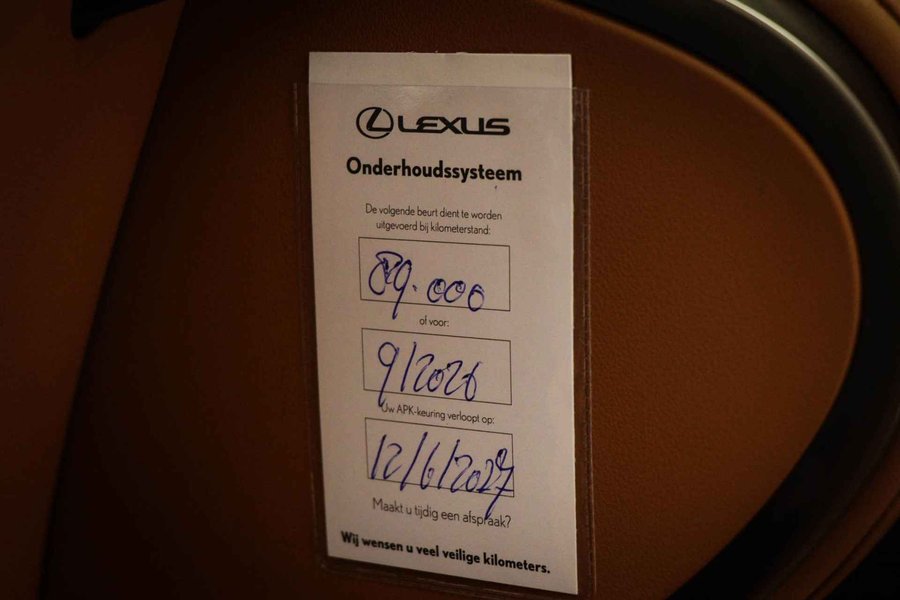 LEXUS
Onderhoudssysteem
De volgende beurt dient te worden
uitgevoerd bij kilometerstand:
89.000
of voor:
9/2026
Uw APK-keuring verloopt op:
12/6/2027
Maakt u tijdig een afspraak?
Wij wensen u veel veilige kilometers.